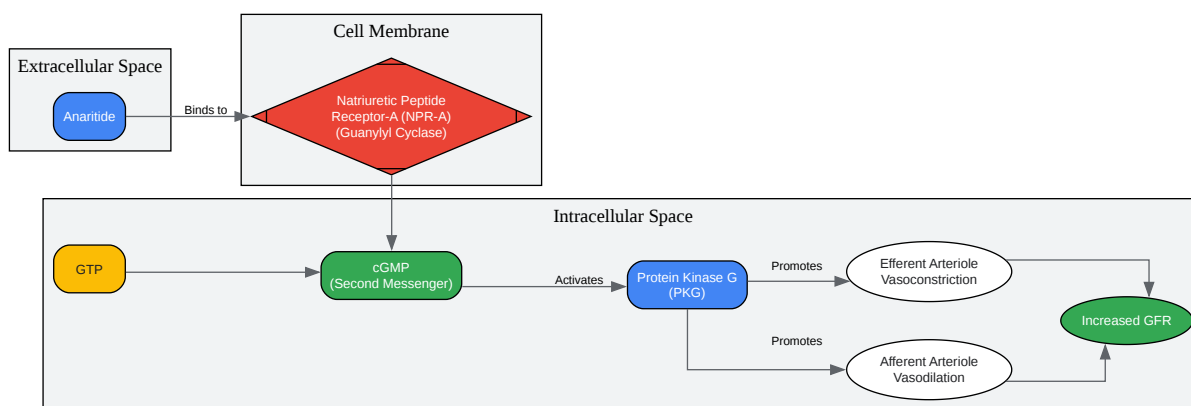 Cell Membrane
Extracellular Space
Anaritide
Binds to
Natriuretic Peptide
Receptor-A (NPR-A)
(Guanylyl Cyclase)
Intracellular Space
GTP
cGMP
(Second Messenger)
Activates
Protein Kinase G
(PKG)
Promotes
Efferent Arteriole
Vasoconstriction
Promotes
Afferent Arteriole
Vasodilation
Increased GFR